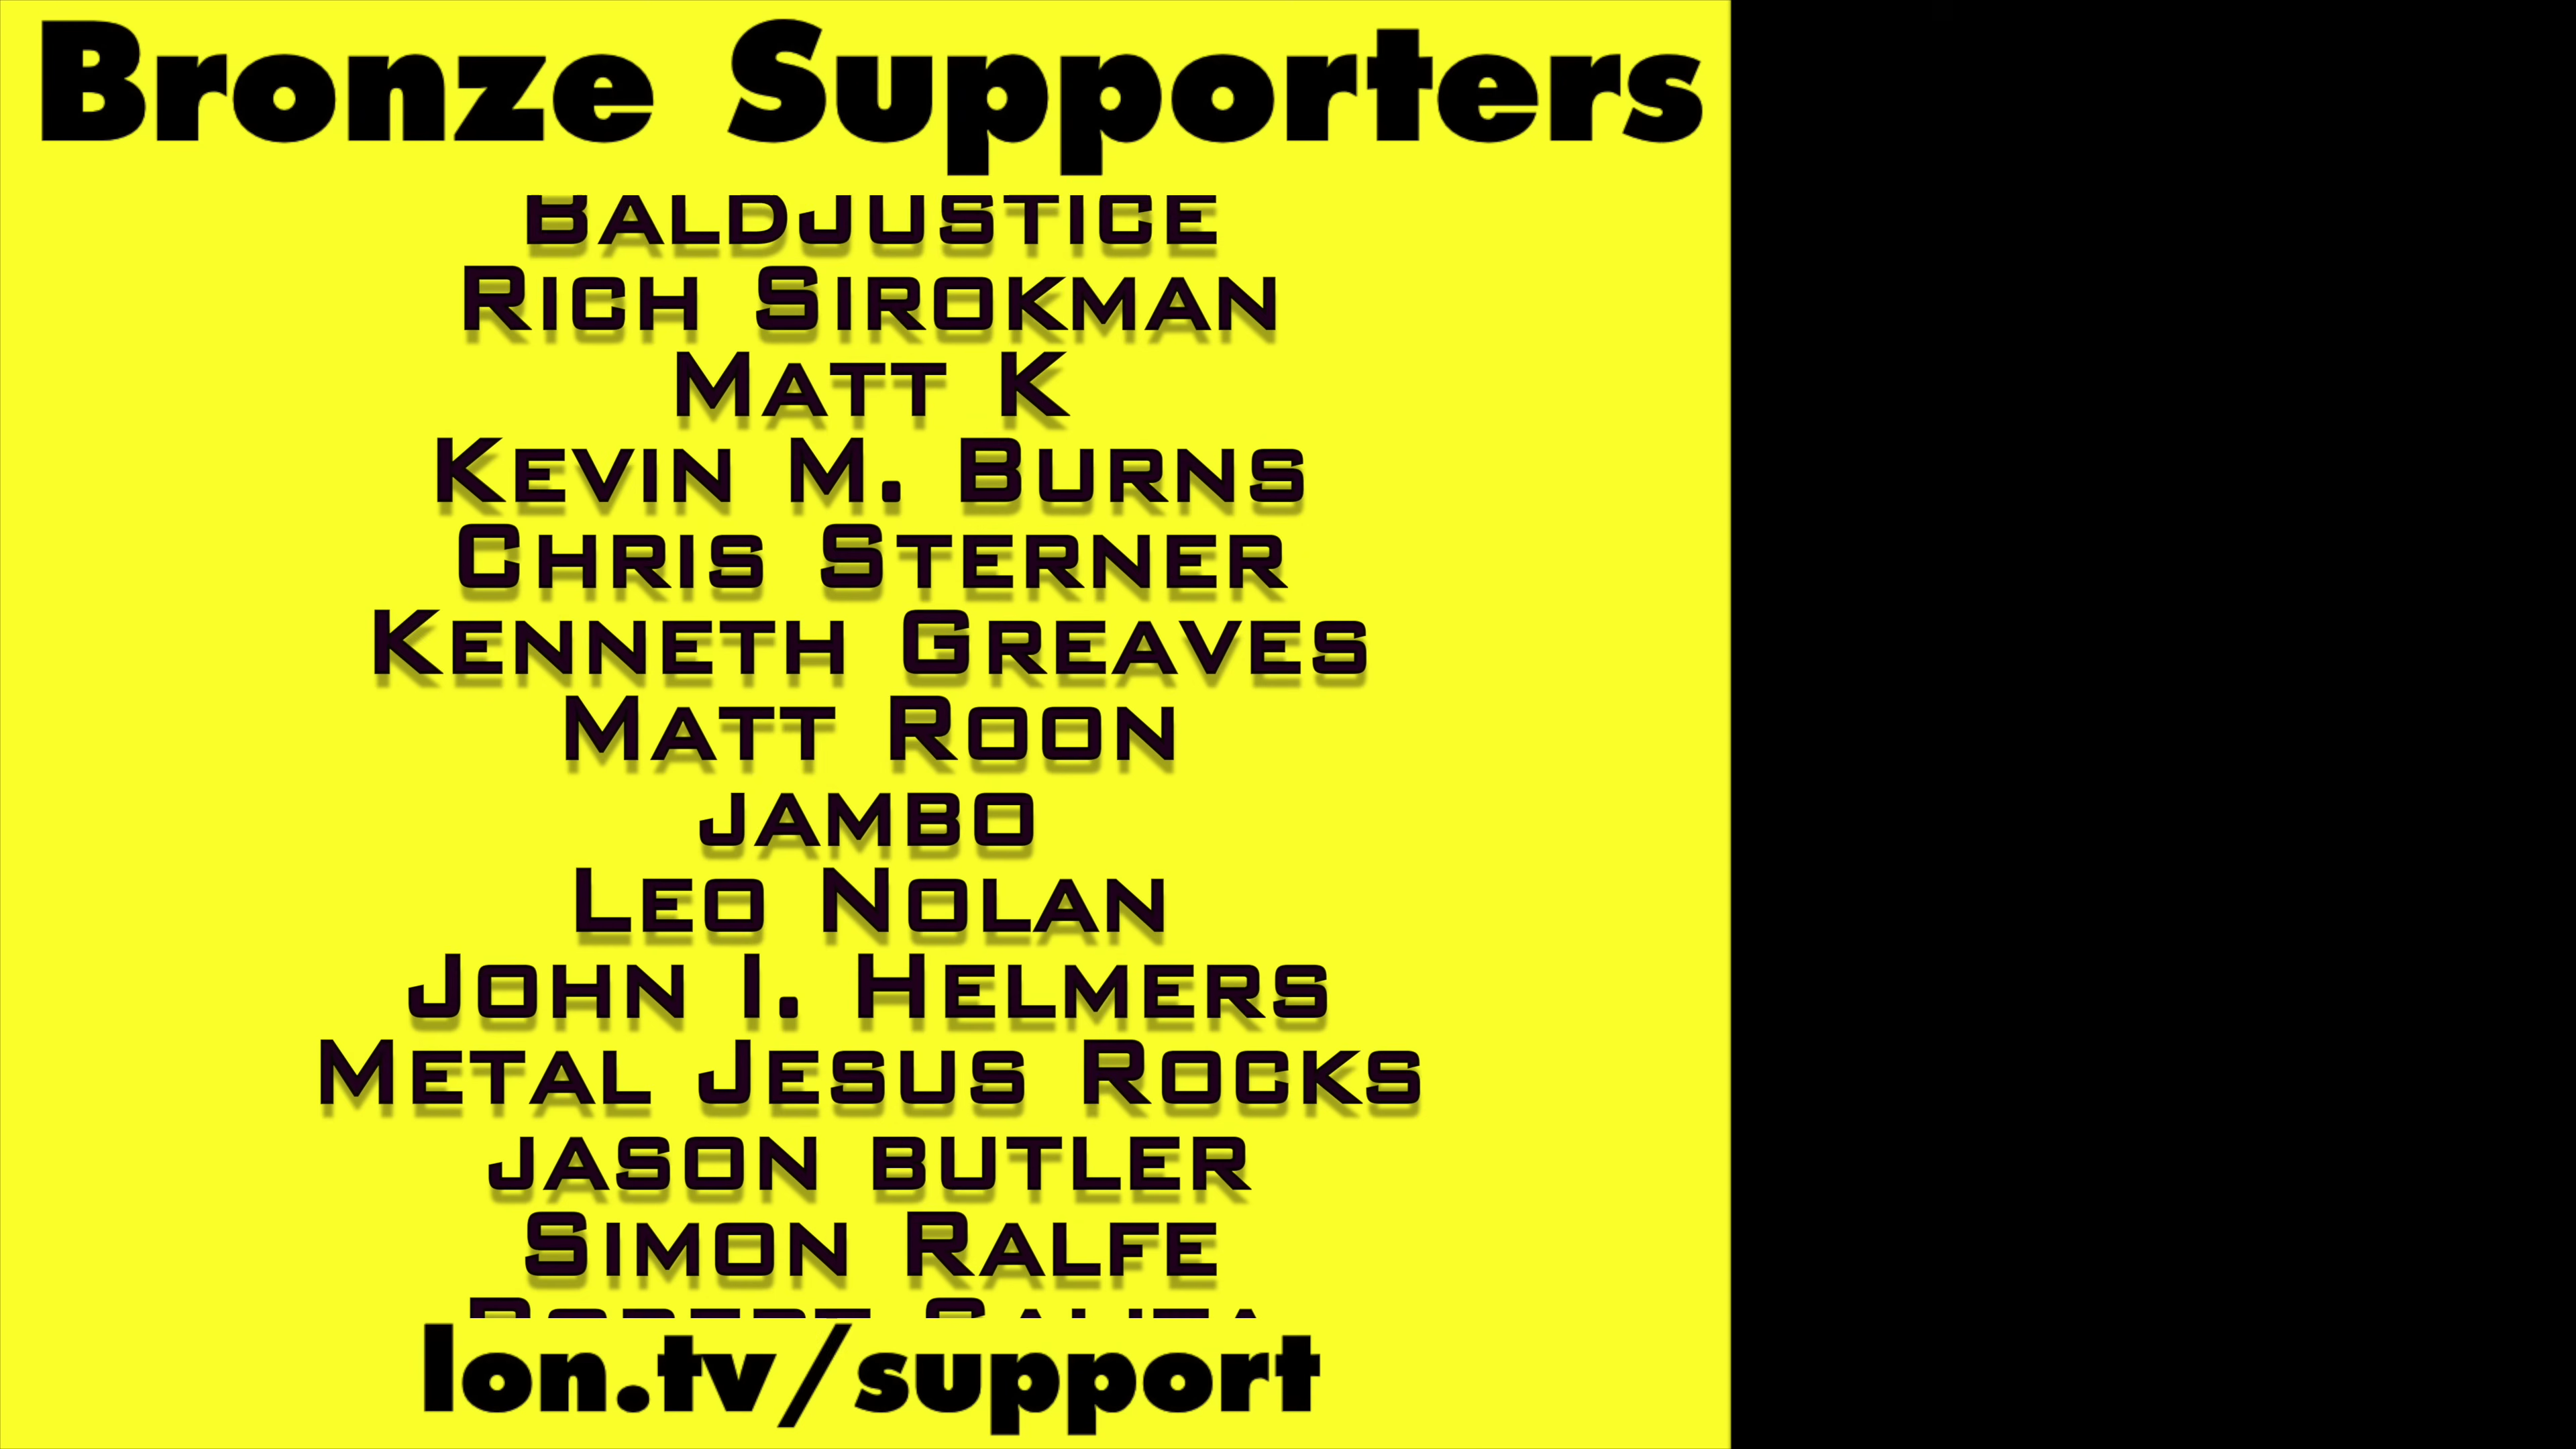 Bronze Supporters
BALDJUSTICE
RICH SIROKMAN
MATT K
KEVIN M. BURNS
CHRIS STERNER
KENNETH GREAVES
MATT ROON
JAMBO
LEO NOLAN
JOHN I. HELMERS
METAL JESUS ROCKS
JASON BUTLER
SIMON RALFE
lon.tv/support